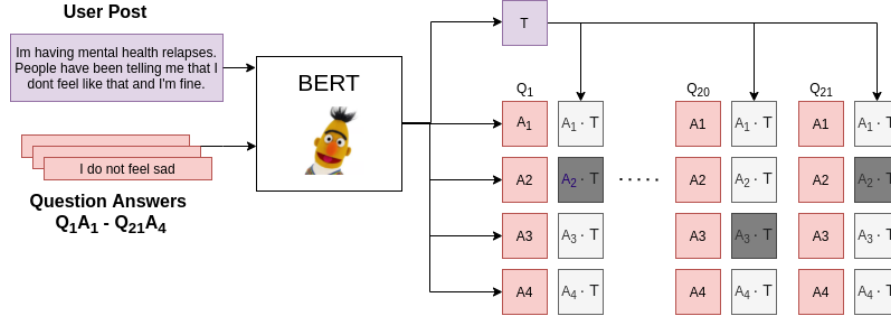 User Post
Im having mental health relapses.
People have been telling me that I
dont feel like that and I'm fine.
I do not feel sad
Question Answers
Q₁A₁ - Q₂₁A₄
BERT
T
Q₁
A₁ A₁ · T
A2 A₂ · T
A3 A₃ · T
A4 A₄ · T
.....
Q₂₀
A1 A₁ · T
A2 A₂ · T
A3 A₃ · T
A4 A₄ · T
Q₂₁
A1 A₁ · T
A2 A₂ · T
A3 A₃ · T
A4 A₄ · T